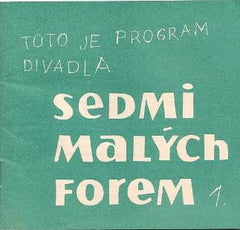 TOTO JE PROGRAM
DIVADLA
SEDMI
MALÝCH
FOREM 1.